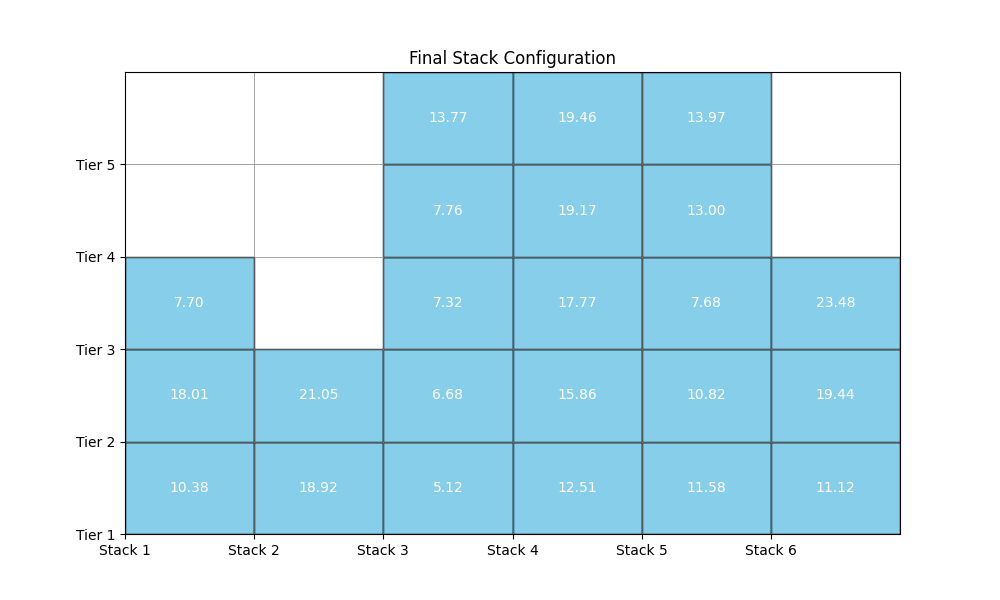 Final Stack Configuration
13.77 19.46 13.97
Tier 5
7.76 19.17 13.00
Tier 4
7.70 7.32 17.77 7.68 23.48
Tier 3
18.01 21.05 6.68 15.86 10.82 19.44
Tier 2
10.38 18.92 5.12 12.51 11.58 11.12
Tier 1
Stack 1 Stack 2 Stack 3 Stack 4 Stack 5 Stack 6